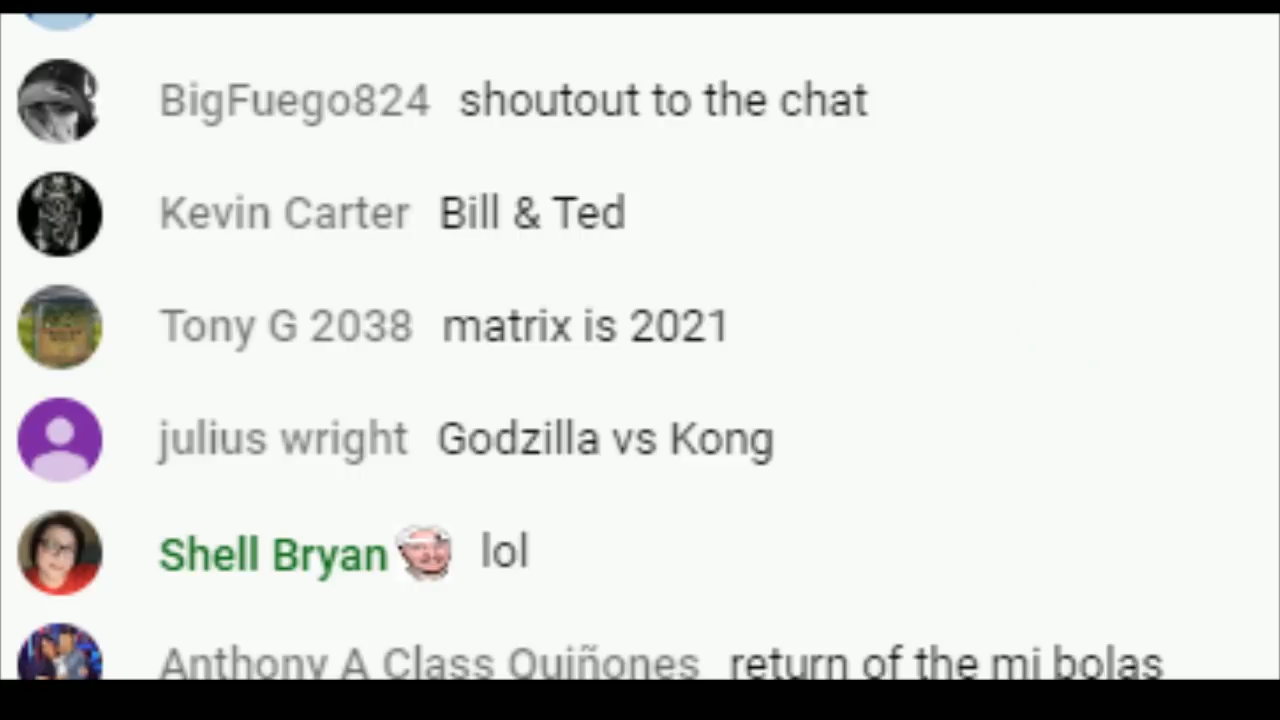 BigFuego824 shoutout to the chat
Kevin Carter Bill & Ted
Tony G 2038 matrix is 2021
julius wright Godzilla vs Kong
Shell Bryan lol
Anthony A Class Quiñones return of the mi bolas